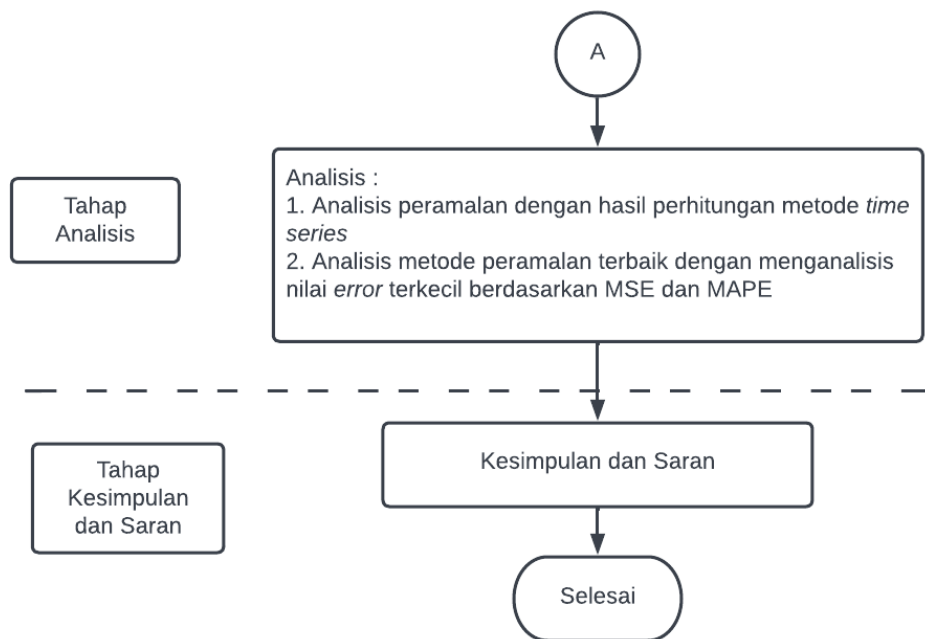 A
Tahap
Analisis
Analisis :
1. Analisis peramalan dengan hasil perhitungan metode time
series
2. Analisis metode peramalan terbaik dengan menganalisis
nilai error terkecil berdasarkan MSE dan MAPE
Tahap
Kesimpulan
dan Saran
Kesimpulan dan Saran
Selesai